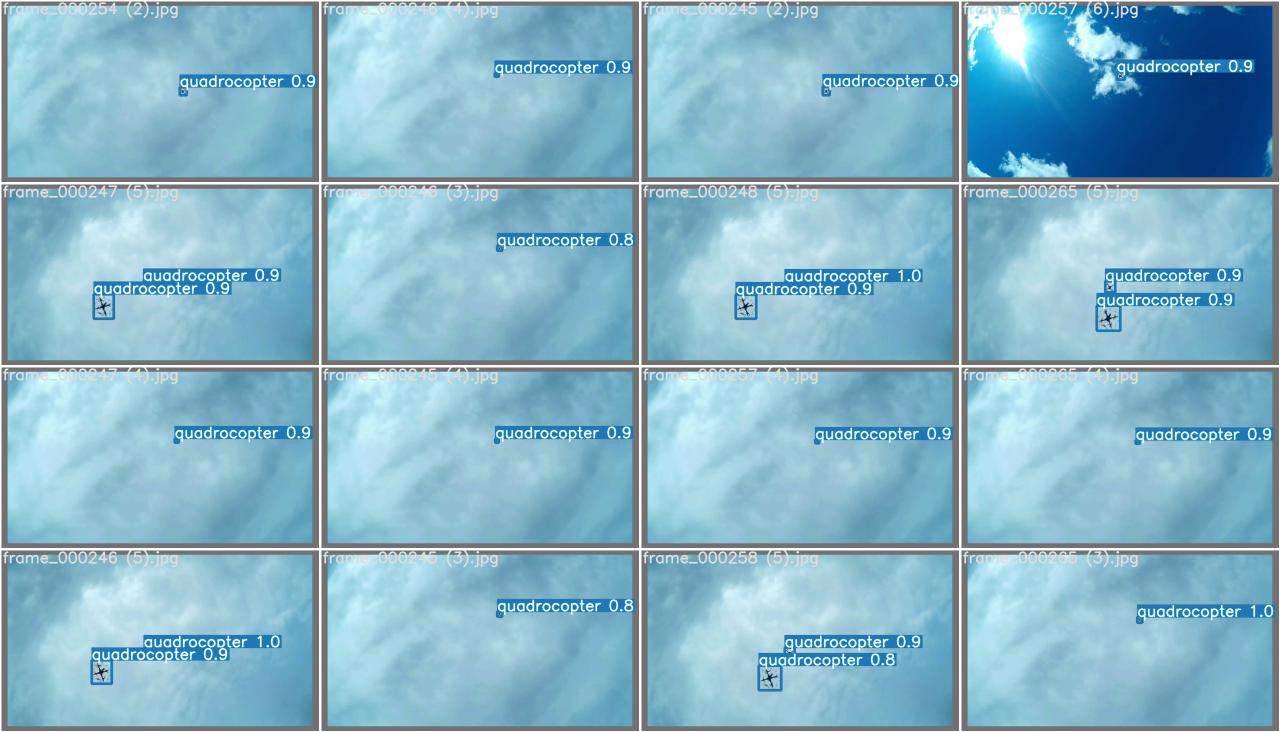 frame_000254 (2).jpg
quadrocopter 0.9
frame_000246 (4).jpg
quadrocopter 0.9
frame_000245 (2).jpg
quadrocopter 0.9
frame_000257 (6).jpg
quadrocopter 0.9
frame_000247 (5).jpg
quadrocopter 0.9
quadrocopter 0.9
frame_000246 (3).jpg
quadrocopter 0.8
frame_000248 (5).jpg
quadrocopter 1.0
quadrocopter 0.9
frame_000265 (5).jpg
quadrocopter 0.9
quadrocopter 0.9
frame_000247 (4).jpg
quadrocopter 0.9
frame_000245 (4).jpg
quadrocopter 0.9
frame_000257 (4).jpg
quadrocopter 0.9
frame_000265 (4).jpg
quadrocopter 0.9
frame_000246 (5).jpg
quadrocopter 1.0
quadrocopter 0.9
frame_000245 (3).jpg
quadrocopter 0.8
frame_000258 (5).jpg
quadrocopter 0.9
quadrocopter 0.8
frame_000265 (3).jpg
quadrocopter 1.0